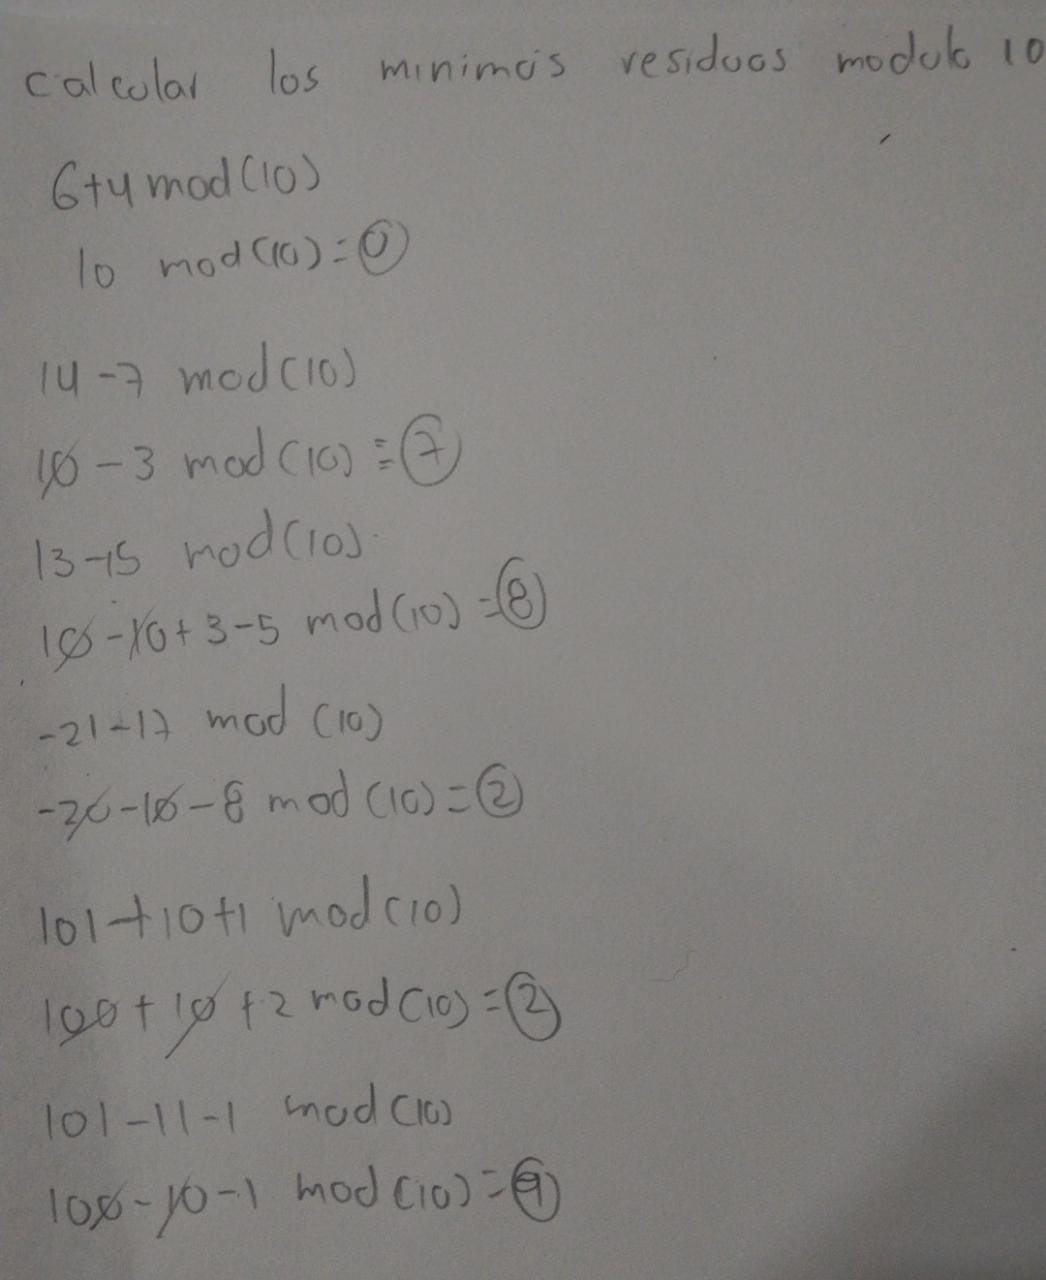 calcular los minimos residuos modulo 10
6+4 mod(10)
10 mod(10)=0
14-7 mod(10)
10-3 mod(10)≡7
13-15 mod(10)
10-10+3-5 mod(10)=8
-21-17 mod (10)
-20-10-8 mod(10)=2
101+10+1 mod(10)
100+10+2 mod(10)=2
101-11-1 mod(10)
100-10-1 mod(10)=9